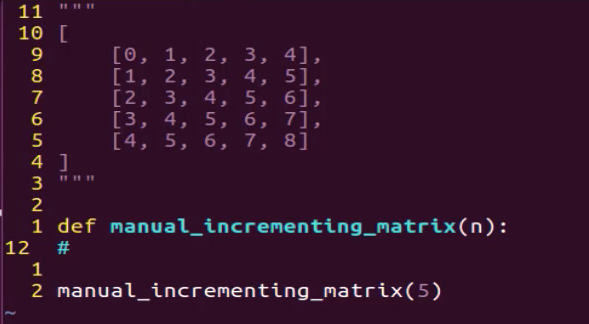 11 """
10 [
9 [0, 1, 2, 3, 4],
8 [1, 2, 3, 4, 5],
7 [2, 3, 4, 5, 6],
6 [3, 4, 5, 6, 7],
5 [4, 5, 6, 7, 8]
4 ]
3 """
2
1 def manual_incrementing_matrix(n):
12 #
1
2 manual_incrementing_matrix(5)
~